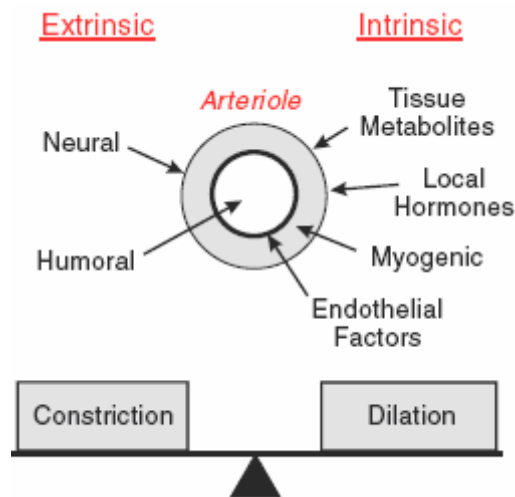 Extrinsic
Intrinsic
Arteriole
Tissue
Metabolites
Neural
Local
Hormones
Humoral
Myogenic
Endothelial
Factors
Constriction
Dilation